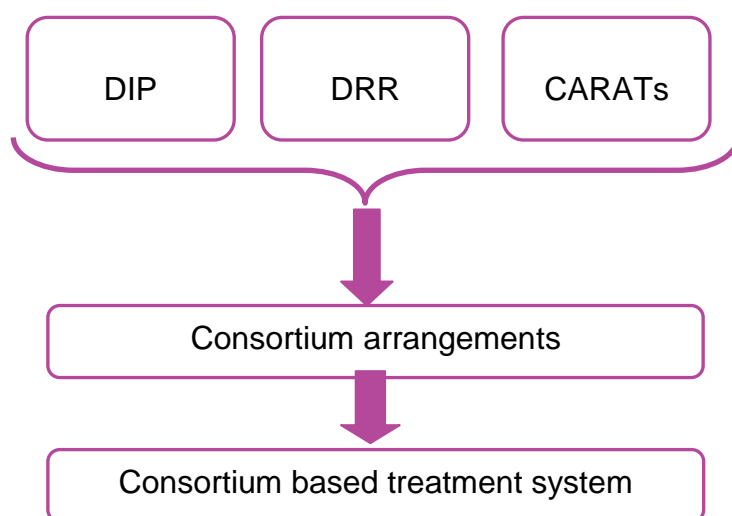 DIP DRR CARATs
Consortium arrangements
Consortium based treatment system